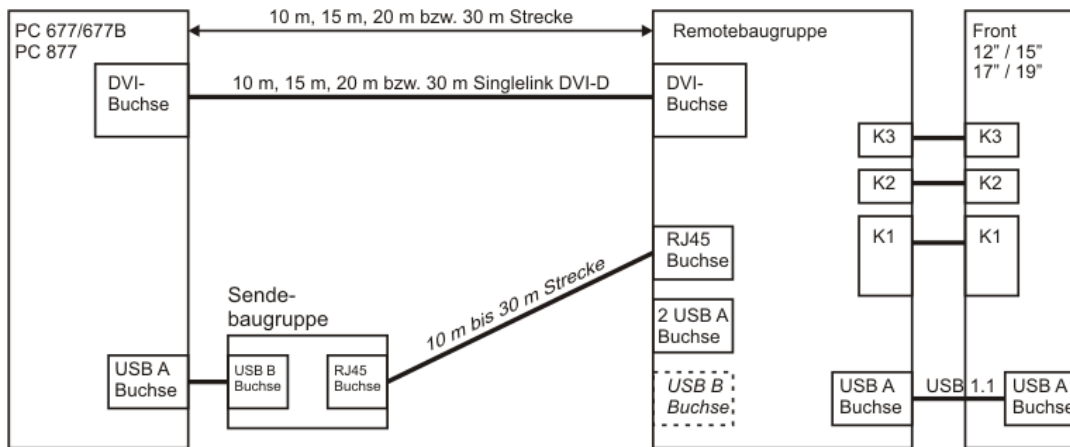 10 m, 15 m, 20 m bzw. 30 m Strecke
PC 677/677B
PC 877
Remotebaugruppe
Front
12” / 15”
17” / 19”
DVI-
Buchse
10 m, 15 m, 20 m bzw. 30 m Singlelink DVI-D
DVI-
Buchse
K3
K3
K2
K2
K1
K1
RJ45
Buchse
10 m bis 30 m Strecke
Sende-
baugruppe
2 USB A
Buchse
USB A
Buchse
USB B
Buchse
RJ45
Buchse
USB B
Buchse
USB A
Buchse
USB 1.1
USB A
Buchse